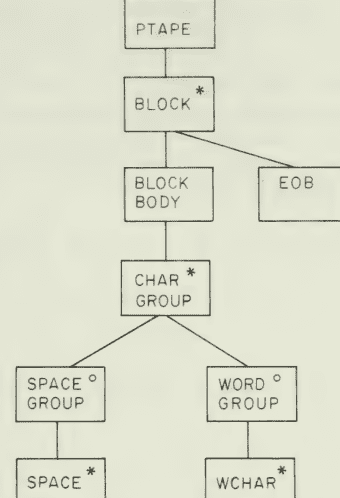 PTAPE
BLOCK *
BLOCK
BODY
EOB
CHAR *
GROUP
SPACE °
GROUP
WORD °
GROUP
SPACE *
WCHAR *